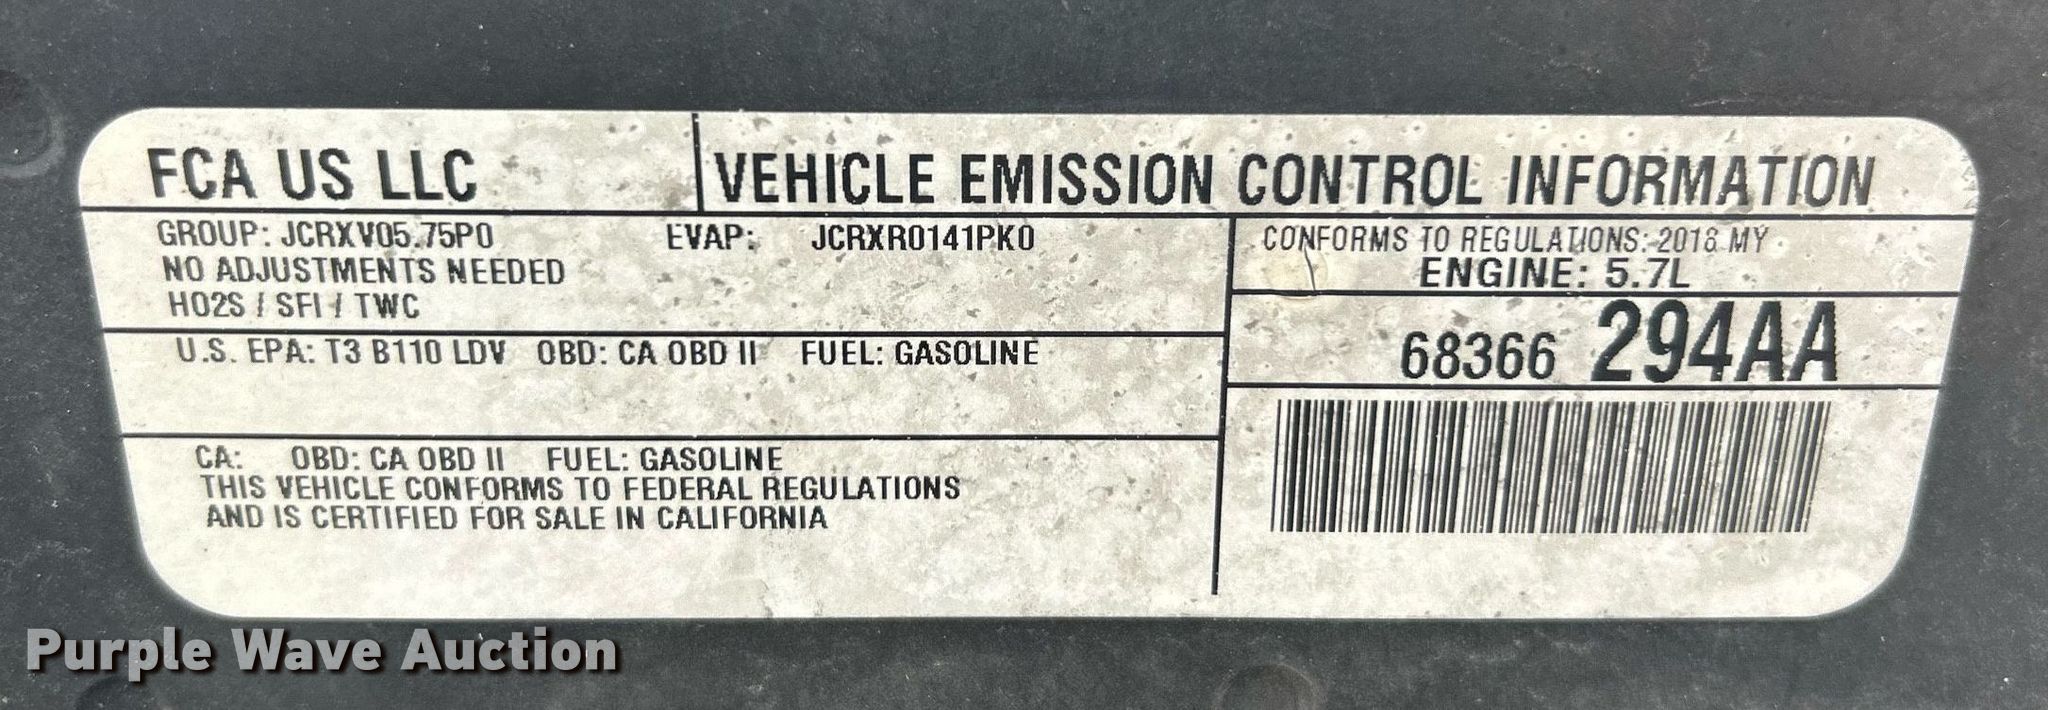 FCA US LLC
VEHICLE EMISSION CONTROL INFORMATION
GROUP: JCRXV05.75P0 EVAP: JCRXR0141PK0
NO ADJUSTMENTS NEEDED
HO2S / SFI / TWC
CONFORMS TO REGULATIONS: 2018 MY
ENGINE: 5.7L
U.S. EPA: T3 B110 LDV OBD: CA OBD II FUEL: GASOLINE
68366 294AA
CA: OBD: CA OBD II FUEL: GASOLINE
THIS VEHICLE CONFORMS TO FEDERAL REGULATIONS
AND IS CERTIFIED FOR SALE IN CALIFORNIA
Purple Wave Auction